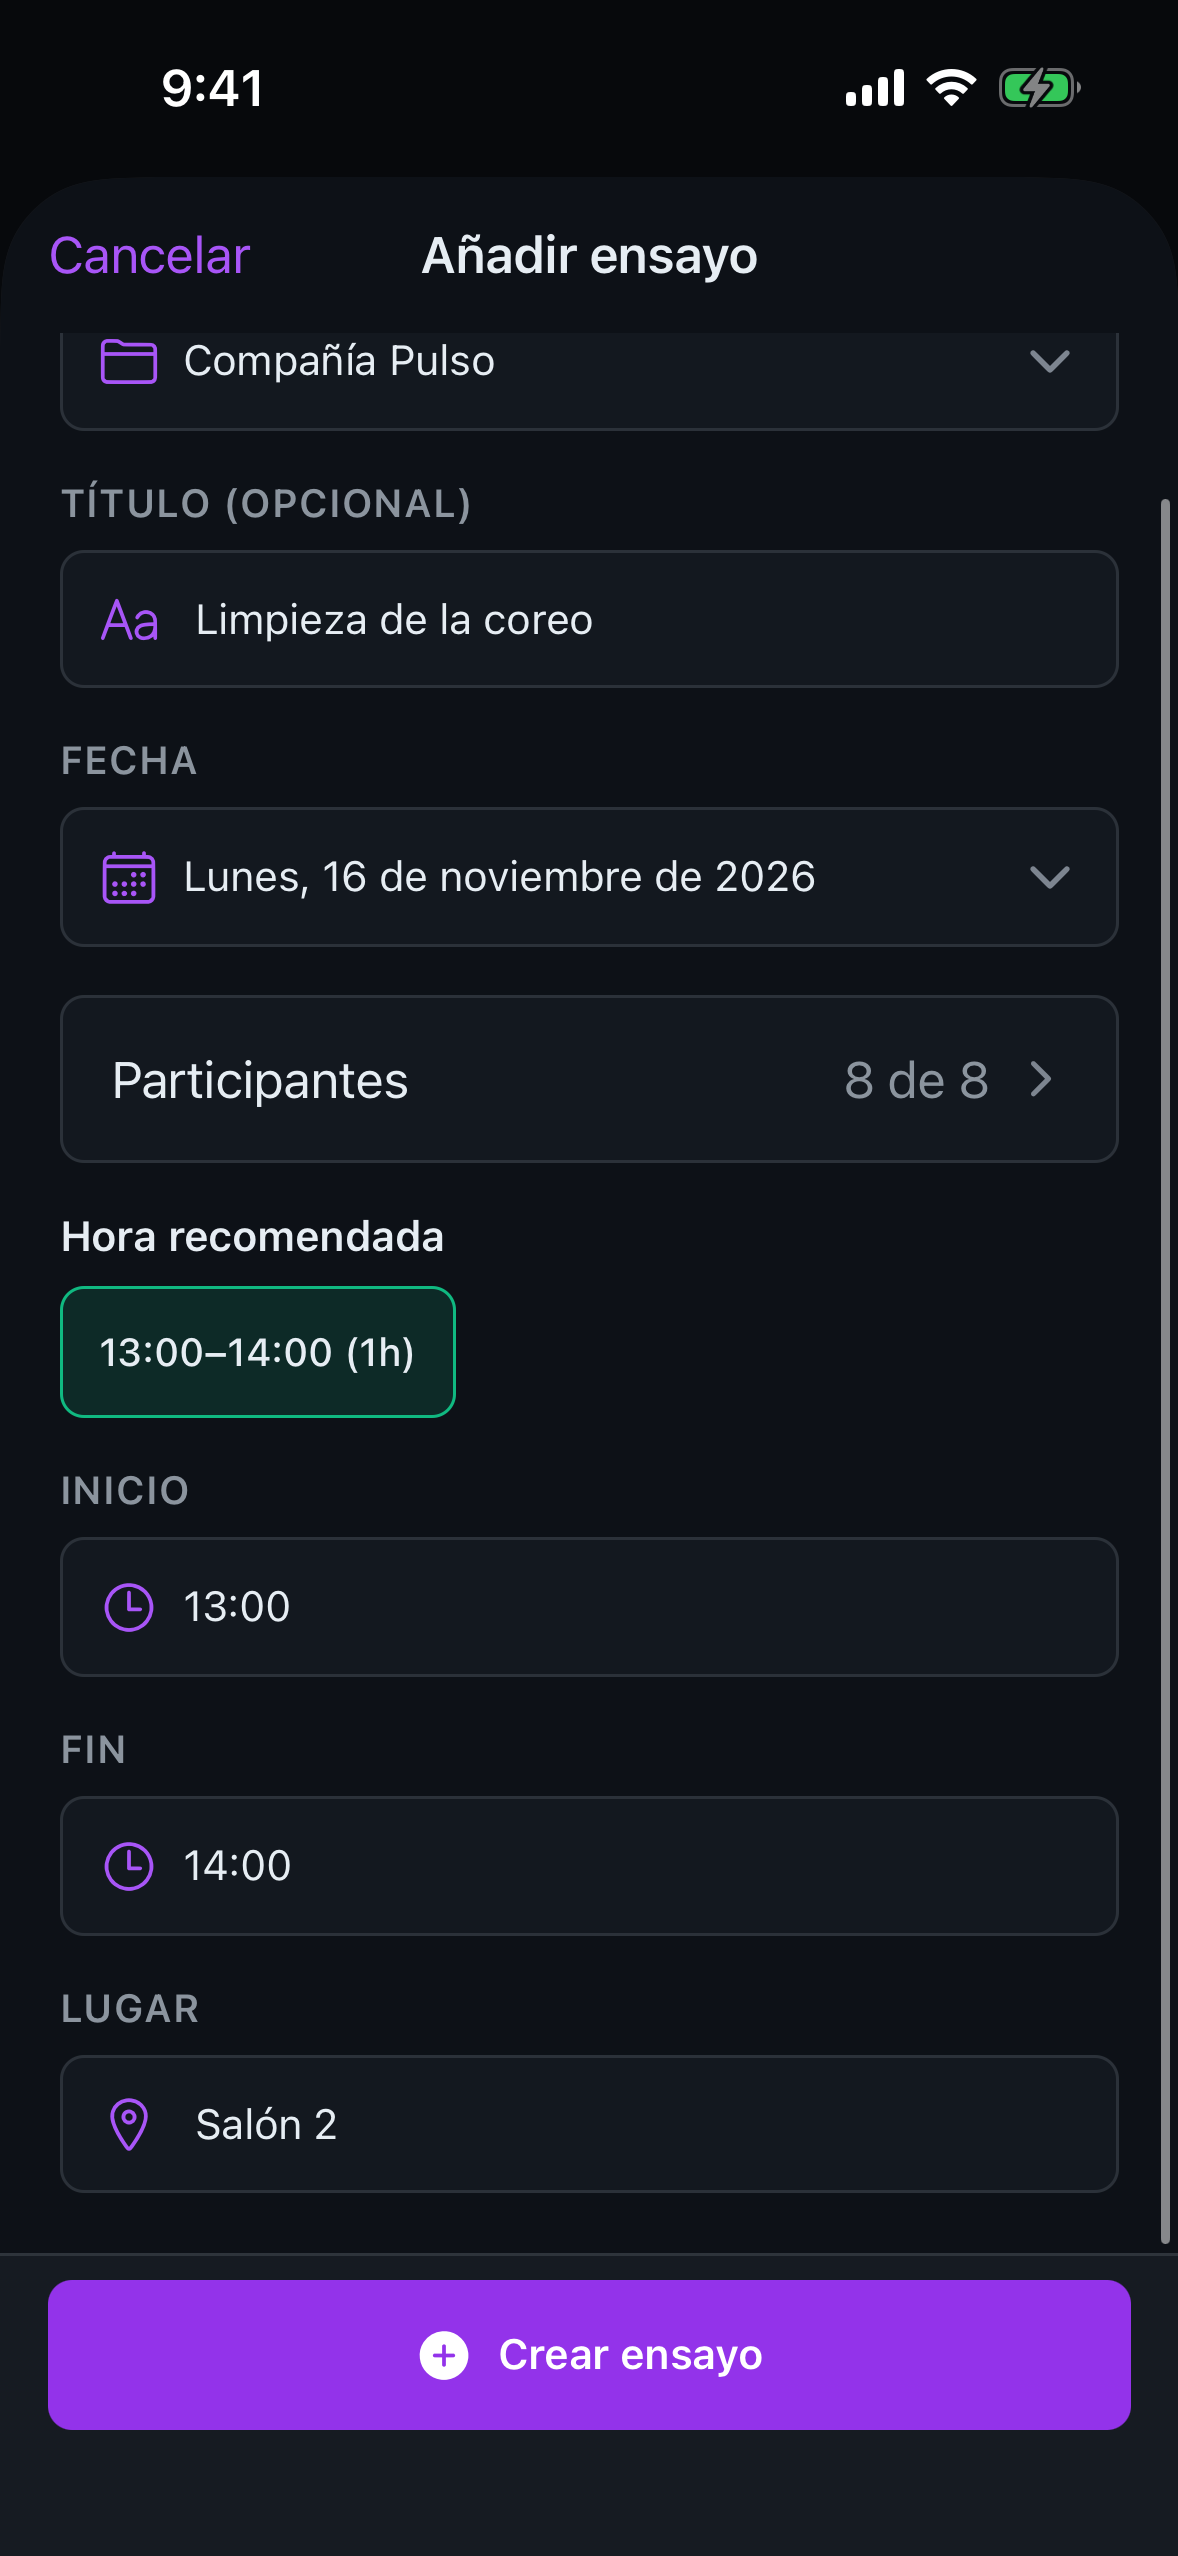 9:41
Cancelar
Añadir ensayo
Compañía Pulso
TÍTULO (OPCIONAL)
Aa Limpieza de la coreo
FECHA
Lunes, 16 de noviembre de 2026
Participantes 8 de 8
Hora recomendada
13:00–14:00 (1h)
INICIO
13:00
FIN
14:00
LUGAR
Salón 2
Crear ensayo